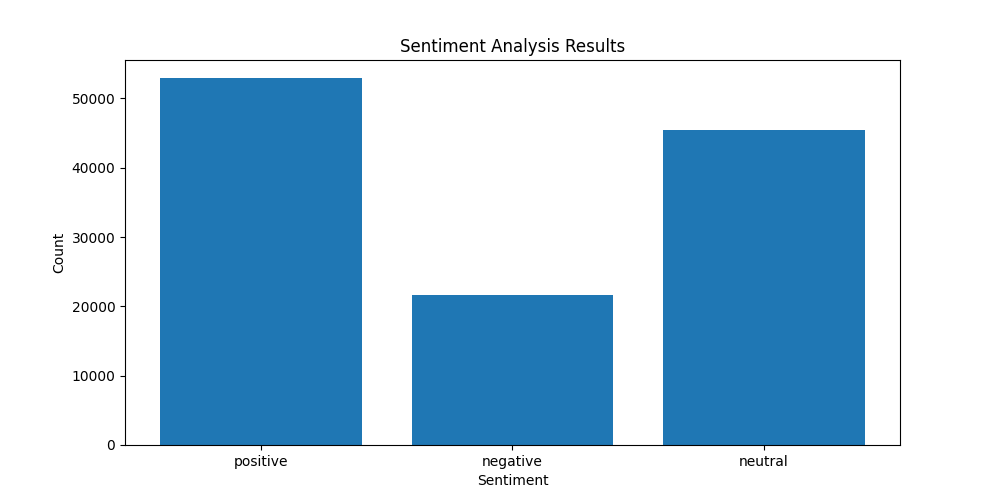 Sentiment Analysis Results
50000
40000
30000
20000
10000
0
Count
positive negative neutral
Sentiment